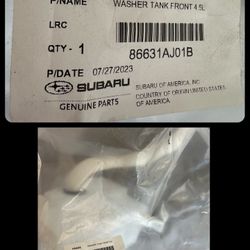 P/NAME WASHER TANK FRONT 4.5L
LRC
QTY - 1 86631AJ01B
P/DATE 07/27/2023
SUBARU SUBARU OF AMERICA, INC.
GENUINE PARTS COUNTRY OF ORIGIN UNITED STATES
OF AMERICA